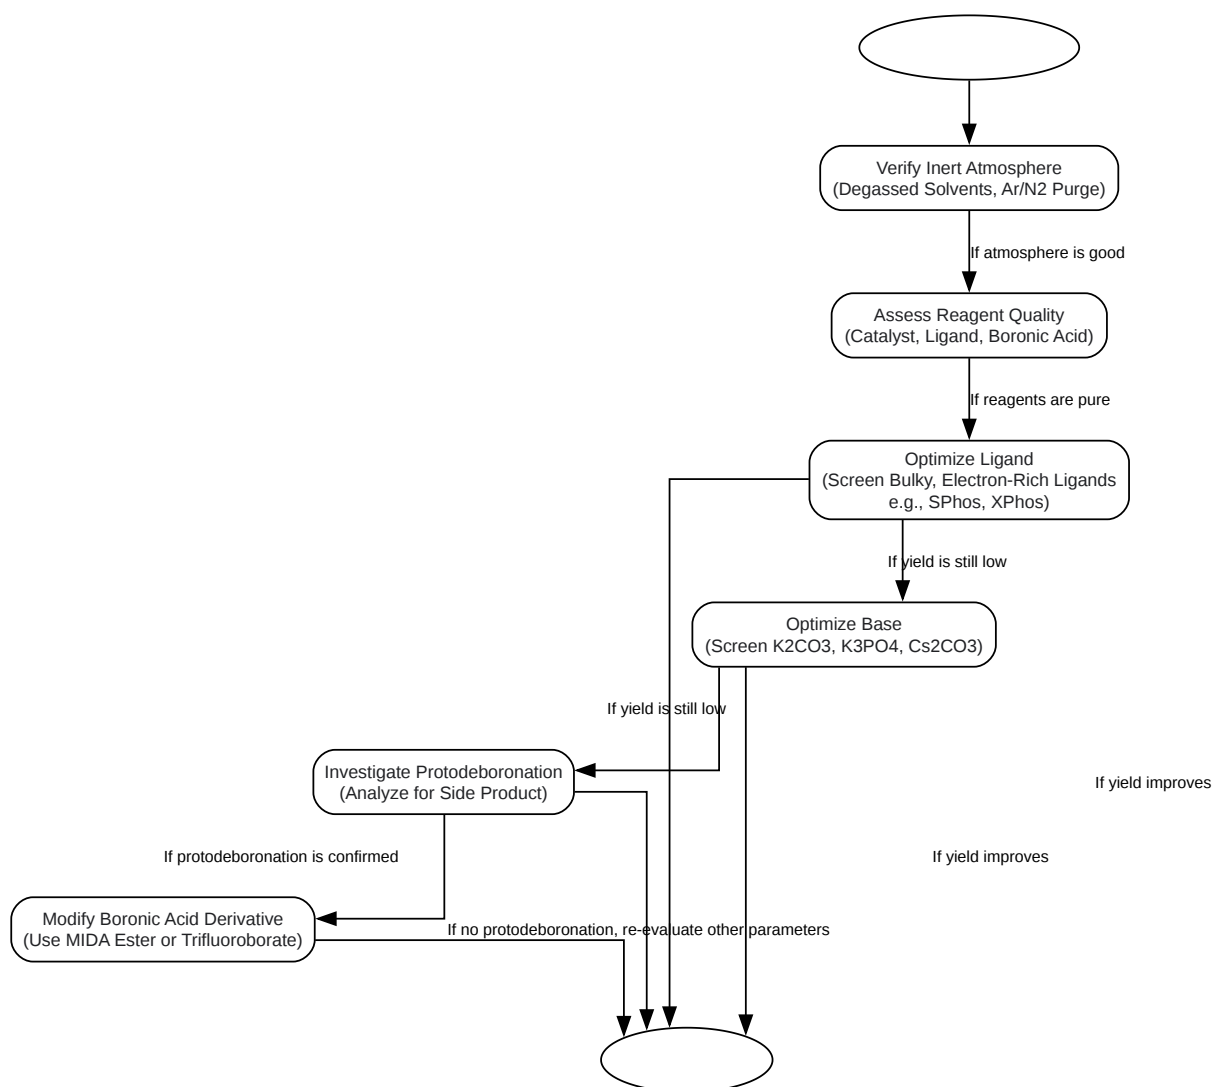 Verify Inert Atmosphere
(Degassed Solvents, Ar/N2 Purge)
If atmosphere is good
Assess Reagent Quality
(Catalyst, Ligand, Boronic Acid)
If reagents are pure
Optimize Ligand
(Screen Bulky, Electron-Rich Ligands
e.g., SPhos, XPhos)
If yield is still low
Optimize Base
(Screen K2CO3, K3PO4, Cs2CO3)
If yield is still low
Investigate Protodeboronation
(Analyze for Side Product)
If yield improves
If protodeboronation is confirmed
If yield improves
Modify Boronic Acid Derivative
(Use MIDA Ester or Trifluoroborate)
If no protodeboronation, re-evaluate other parameters